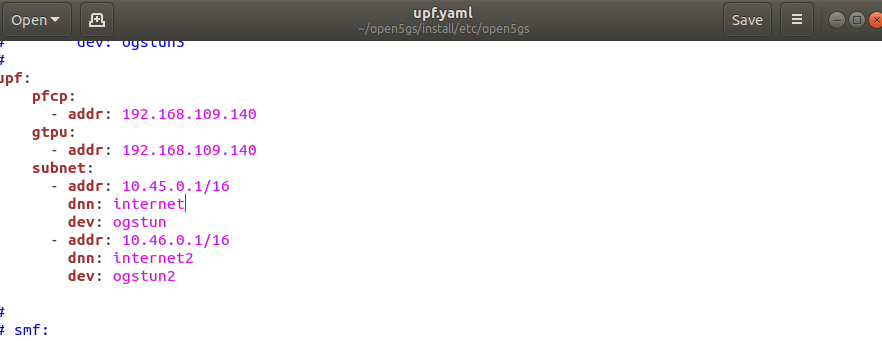 Open
upf.yaml
~/open5gs/install/etc/open5gs
Save
#        dev: ogstun3
#
upf:
    pfcp:
      - addr: 192.168.109.140
    gtpu:
      - addr: 192.168.109.140
    subnet:
      - addr: 10.45.0.1/16
        dnn: internet
        dev: ogstun
      - addr: 10.46.0.1/16
        dnn: internet2
        dev: ogstun2
#
# smf: